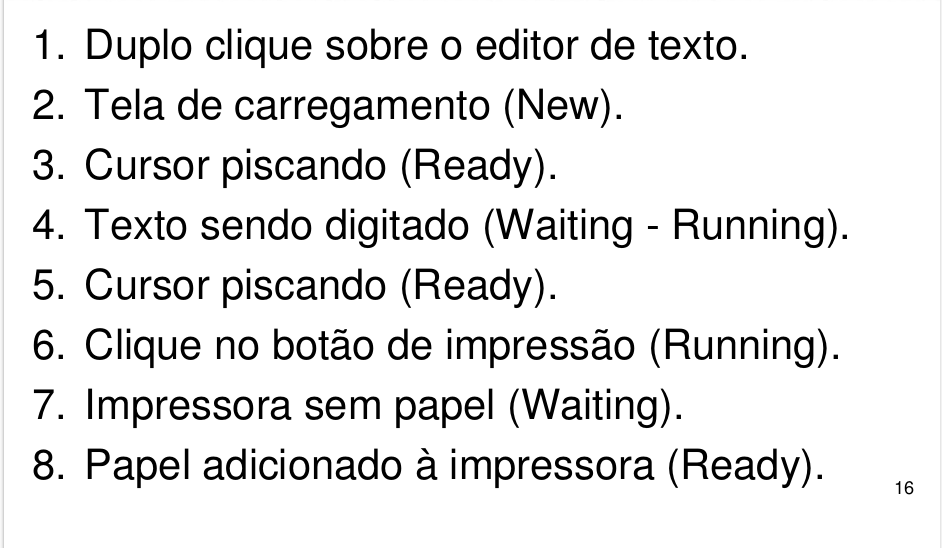 1. Duplo clique sobre o editor de texto.
2. Tela de carregamento (New).
3. Cursor piscando (Ready).
4. Texto sendo digitado (Waiting - Running).
5. Cursor piscando (Ready).
6. Clique no botão de impressão (Running).
7. Impressora sem papel (Waiting).
8. Papel adicionado à impressora (Ready).
16